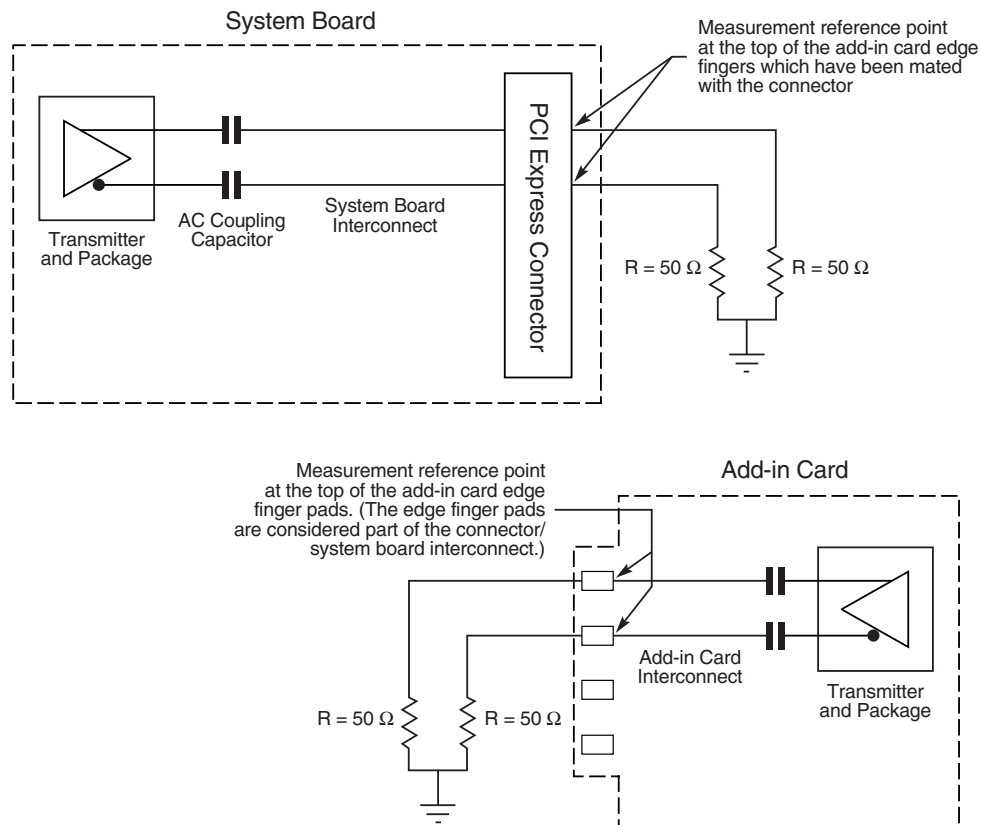 System Board
Measurement reference point
at the top of the add-in card edge
fingers which have been mated
with the connector
PCI Express Connector
Transmitter
and Package
AC Coupling
Capacitor
System Board
Interconnect
R = 50 Ω
R = 50 Ω
Measurement reference point
at the top of the add-in card edge
finger pads. (The edge finger pads
are considered part of the connector/
system board interconnect.)
Add-in Card
Add-in Card
Interconnect
Transmitter
and Package
R = 50 Ω
R = 50 Ω